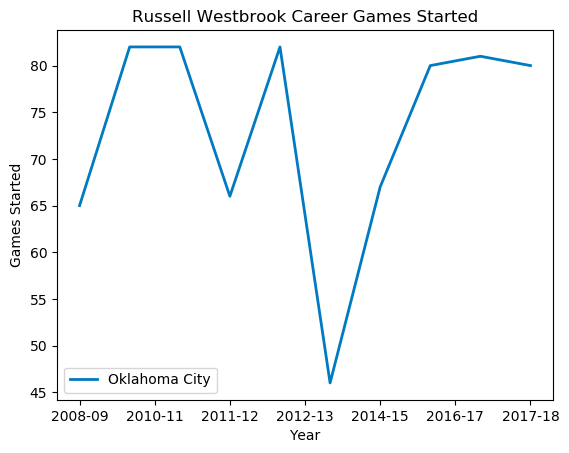 Russell Westbrook Career Games Started
80
75
70
65
60
55
50
45
Games Started
Oklahoma City
2008-09 2010-11 2011-12 2012-13 2014-15 2016-17 2017-18
Year